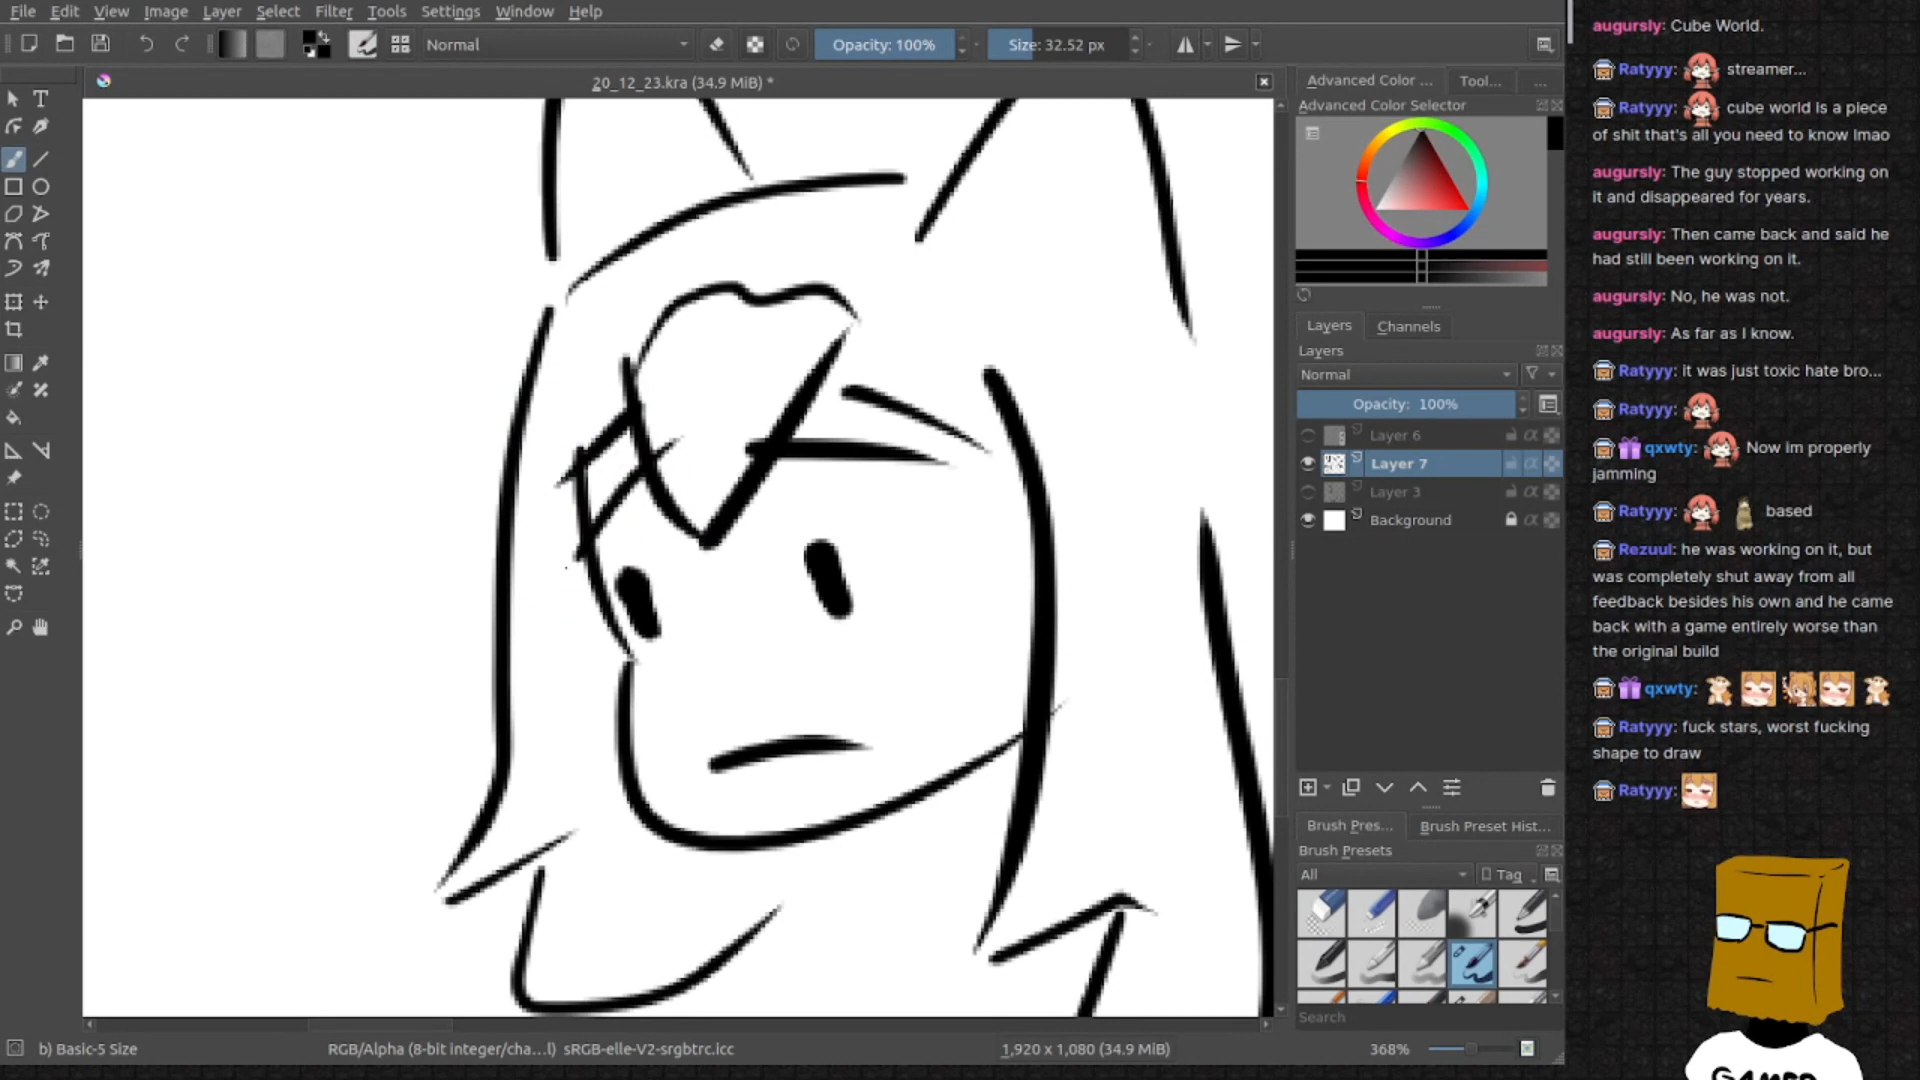 File Edit View Image Layer Select Filter Tools Settings Window Help
Normal
Opacity: 100%
Size: 32.52 px
20_12_23.kra (34.9 MiB) *
Advanced Color ... Tool... ...
Advanced Color Selector
Layers Channels
Layers
Normal
Opacity: 100%
Layer 6
Layer 7
Layer 3
Background
Brush Pres... Brush Preset Hist...
Brush Presets
All
Tag
Search
b) Basic-5 Size
RGB/Alpha (8-bit integer/cha...l) sRGB-elle-V2-srgbtrc.icc
1,920 x 1,080 (34.9 MiB)
368%
augursly: Cube World.
Ratyyy: streamer...
Ratyyy: cube world is a piece
of shit that's all you need to know lmao
augursly: The guy stopped working on
it and disappeared for years.
augursly: Then came back and said he
had still been working on it.
augursly: No, he was not.
augursly: As far as I know.
Ratyyy: it was just toxic hate bro...
Ratyyy:
qxwty: Now im properly
jamming
Ratyyy: based
Rezuul: he was working on it, but
was completely shut away from all
feedback besides his own and he came
back with a game entirely worse than
the original build
qxwty:
Ratyyy: fuck stars, worst fucking
shape to draw
Ratyyy:
GAMER